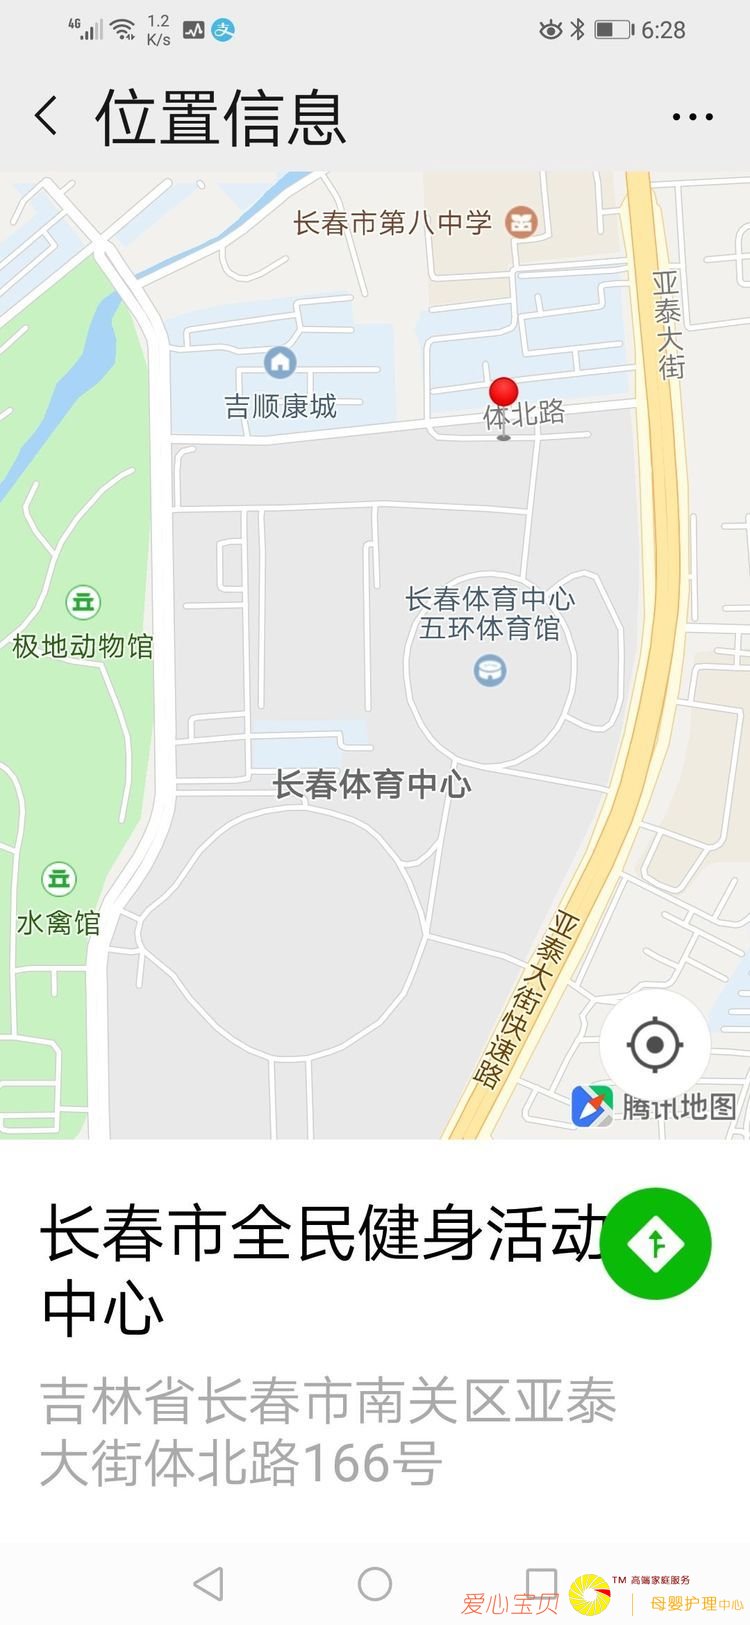 4G
1.2
K/s
6:28
位置信息
长春市第八中学
亚泰大街
吉顺康城
体北路
长春体育中心
五环体育馆
极地动物馆
长春体育中心
水禽馆
亚泰大街快速路
腾讯地图
长春市全民健身活动
中心
吉林省长春市南关区亚泰
大街体北路166号
爱心宝贝
TM 高端家庭服务
母婴护理中心